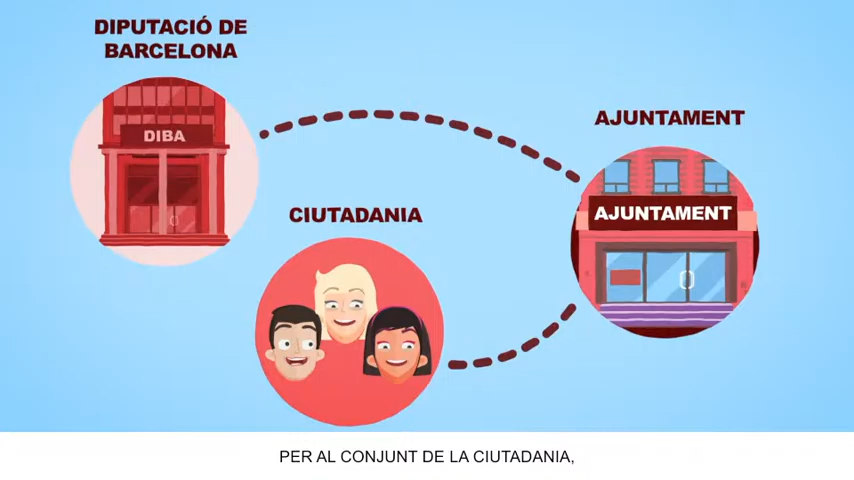 DIPUTACIÓ DE
BARCELONA
DIBA
AJUNTAMENT
AJUNTAMENT
CIUTADANIA
PER AL CONJUNT DE LA CIUTADANIA,